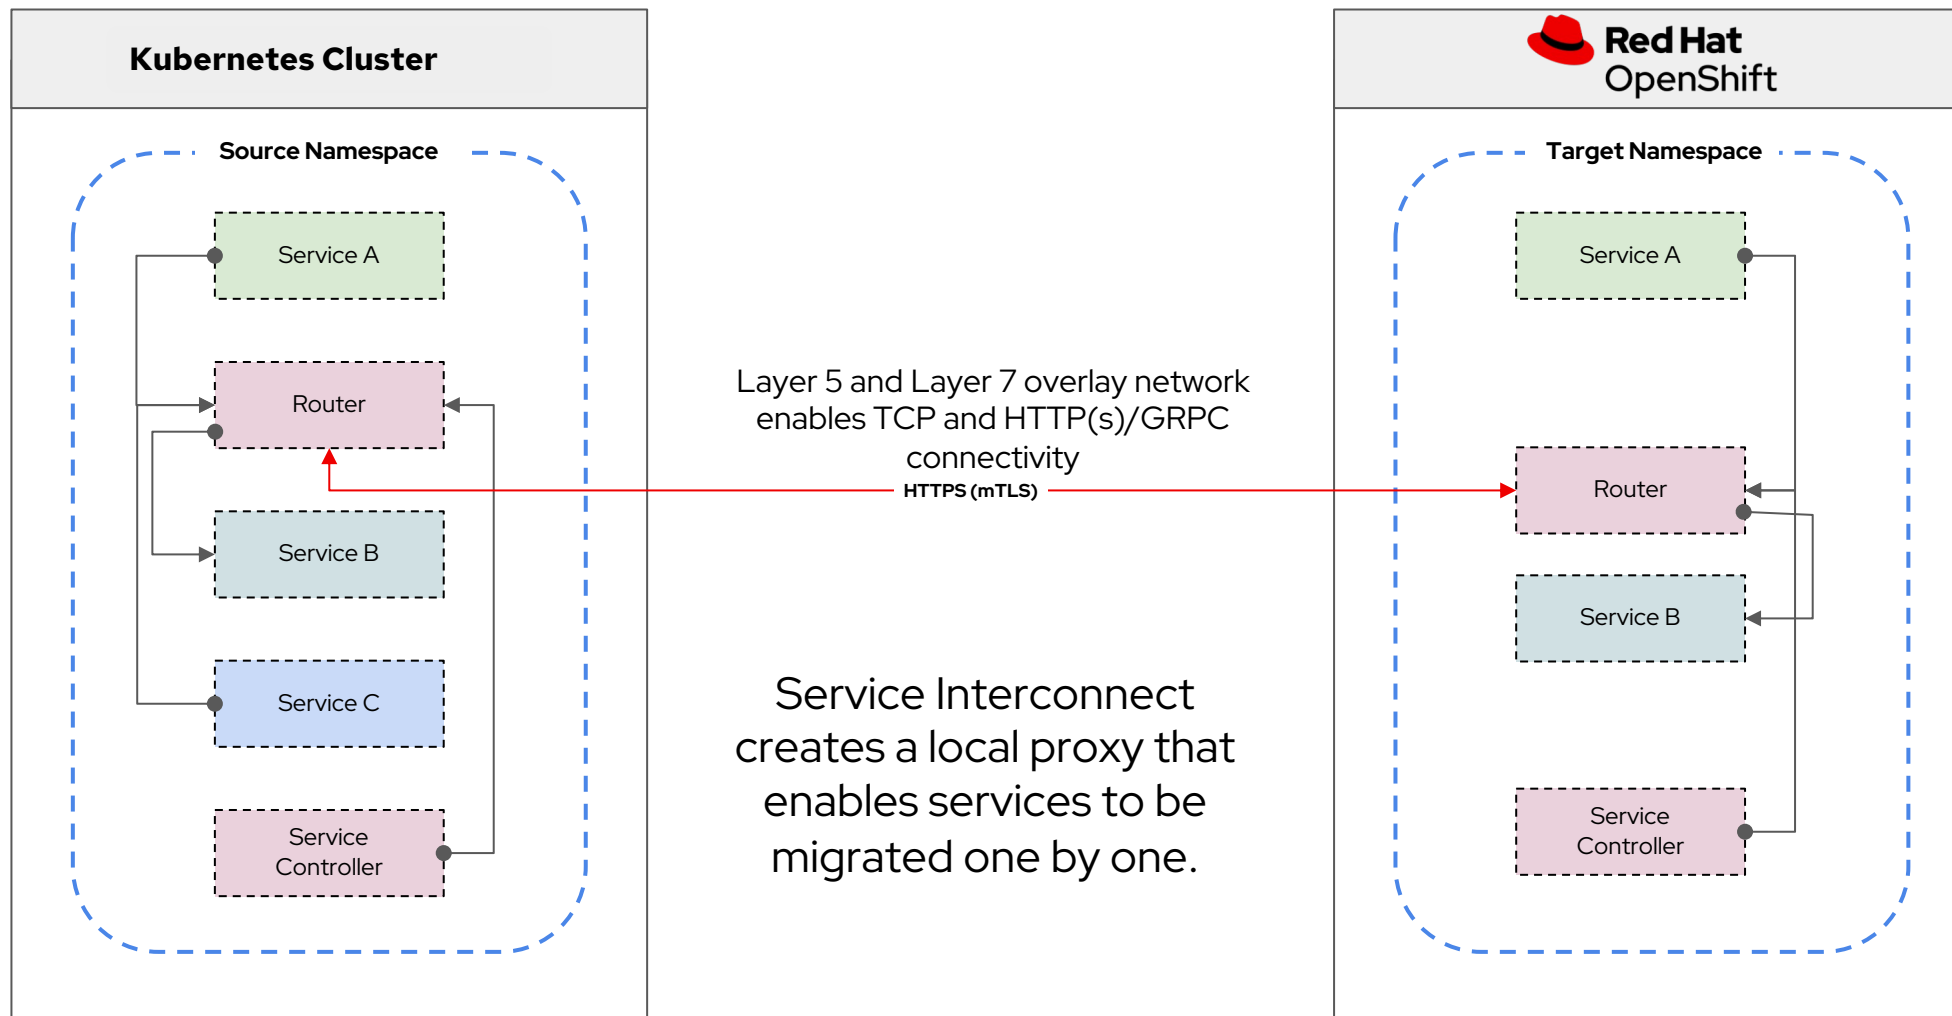 Kubernetes Cluster
Source Namespace
Service A
Router
Service B
Service C
Service
Controller
Layer 5 and Layer 7 overlay network
enables TCP and HTTP(s)/GRPC
connectivity
HTTPS (mTLS)
Service Interconnect
creates a local proxy that
enables services to be
migrated one by one.
Red Hat
OpenShift
Target Namespace
Service A
Router
Service B
Service
Controller